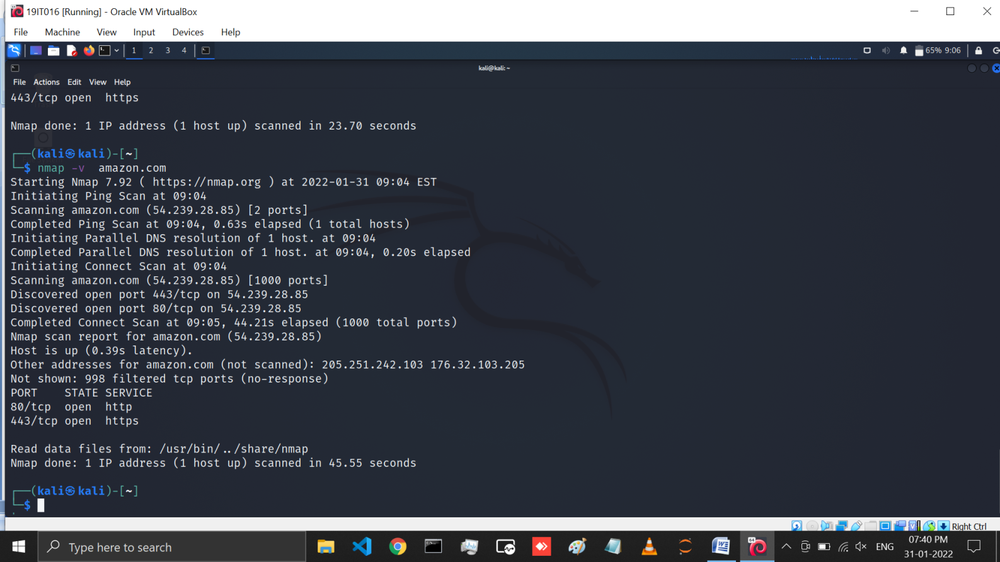 19IT016 [Running] - Oracle VM VirtualBox
File Machine View Input Devices Help
1 2 3 4 65% 9:06
kali@kali: ~
File Actions Edit View Help
443/tcp open https
Nmap done: 1 IP address (1 host up) scanned in 23.70 seconds
(kali㉿kali)-[~]
$ nmap -v amazon.com
Starting Nmap 7.92 ( https://nmap.org ) at 2022-01-31 09:04 EST
Initiating Ping Scan at 09:04
Scanning amazon.com (54.239.28.85) [2 ports]
Completed Ping Scan at 09:04, 0.63s elapsed (1 total hosts)
Initiating Parallel DNS resolution of 1 host. at 09:04
Completed Parallel DNS resolution of 1 host. at 09:04, 0.20s elapsed
Initiating Connect Scan at 09:04
Scanning amazon.com (54.239.28.85) [1000 ports]
Discovered open port 443/tcp on 54.239.28.85
Discovered open port 80/tcp on 54.239.28.85
Completed Connect Scan at 09:05, 44.21s elapsed (1000 total ports)
Nmap scan report for amazon.com (54.239.28.85)
Host is up (0.39s latency).
Other addresses for amazon.com (not scanned): 205.251.242.103 176.32.103.205
Not shown: 998 filtered tcp ports (no-response)
PORT STATE SERVICE
80/tcp open http
443/tcp open https
Read data files from: /usr/bin/../share/nmap
Nmap done: 1 IP address (1 host up) scanned in 45.55 seconds
(kali㉿kali)-[~]
$
Right Ctrl
Type here to search
ENG
07:40 PM
31-01-2022